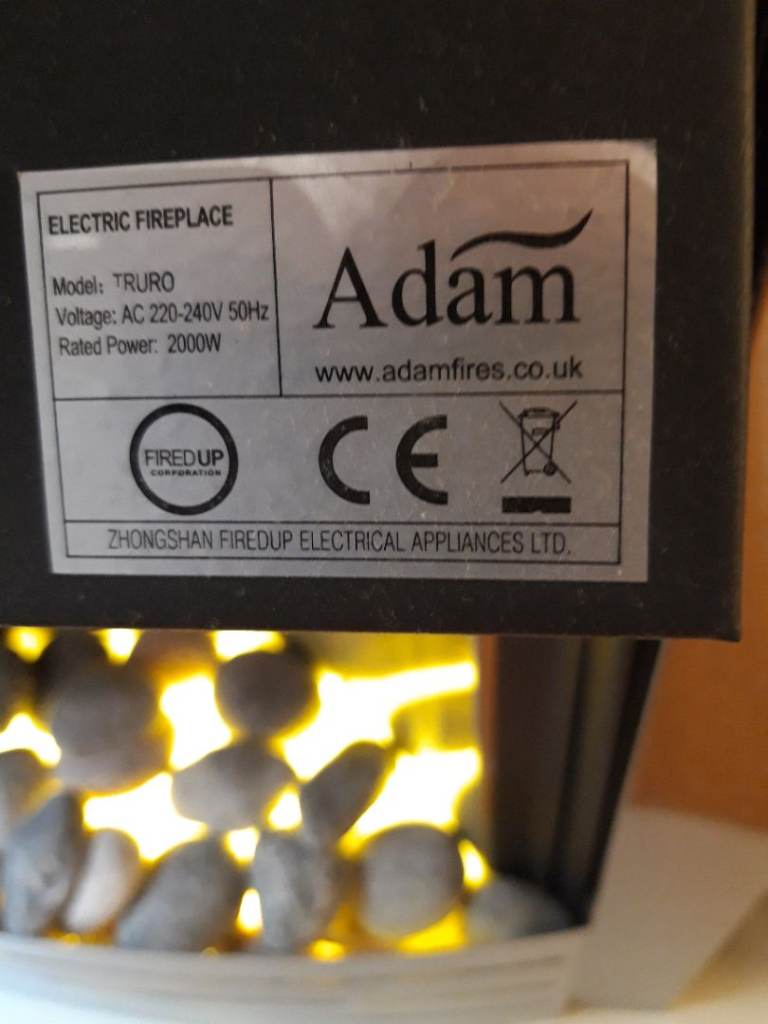 ELECTRIC FIREPLACE
Model: TRURO
Voltage: AC 220-240V 50Hz
Rated Power: 2000W
Adam
www.adamfires.co.uk
FIREDUP
CORPORATION
CE
ZHONGSHAN FIREDUP ELECTRICAL APPLIANCES LTD.